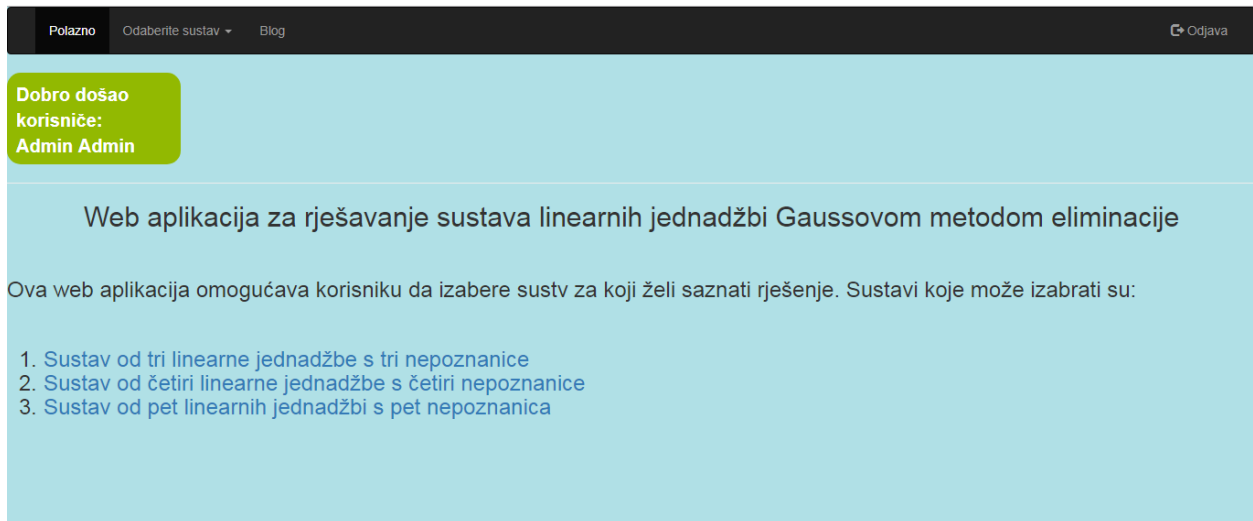 Polazno Odaberite sustav Blog Odjava
Dobro došao
korisniče:
Admin Admin
Web aplikacija za rješavanje sustava linearnih jednadžbi Gaussovom metodom eliminacije
Ova web aplikacija omogućava korisniku da izabere sustv za koji želi saznati rješenje. Sustavi koje može izabrati su:
1. Sustav od tri linearne jednadžbe s tri nepoznanice
2. Sustav od četiri linearne jednadžbe s četiri nepoznanice
3. Sustav od pet linearnih jednadžbi s pet nepoznanica